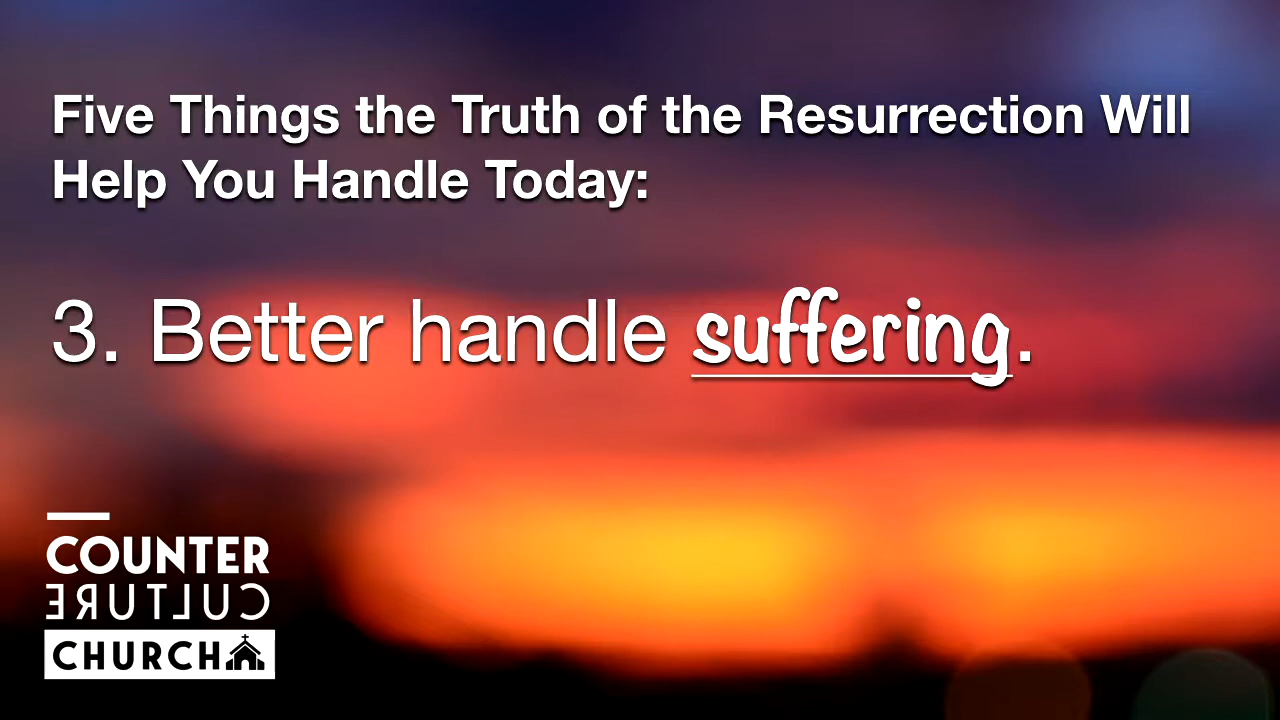 Five Things the Truth of the Resurrection Will
Help You Handle Today:
3. Better handle suffering.
COUNTER
CULTURE
CHURCH